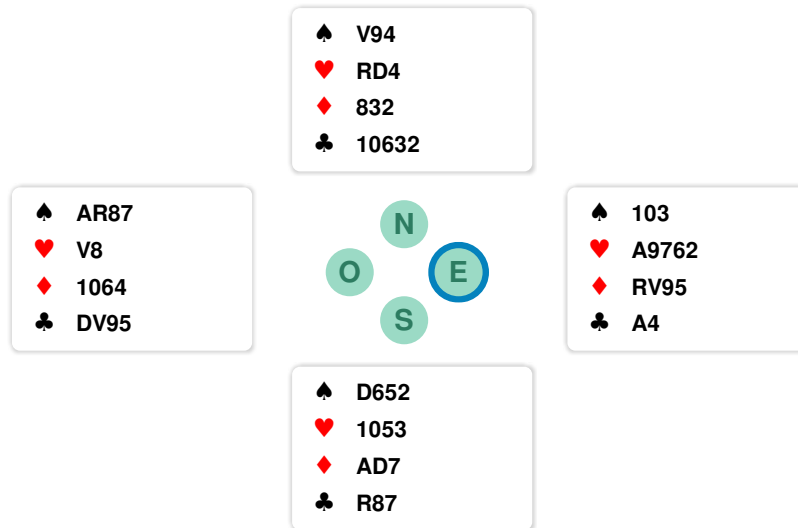 ♠ V94
♥ RD4
♦ 832
♣ 10632
♠ AR87
♥ V8
♦ 1064
♣ DV95
N
O E
S
♠ 103
♥ A9762
♦ RV95
♣ A4
♠ D652
♥ 1053
♦ AD7
♣ R87